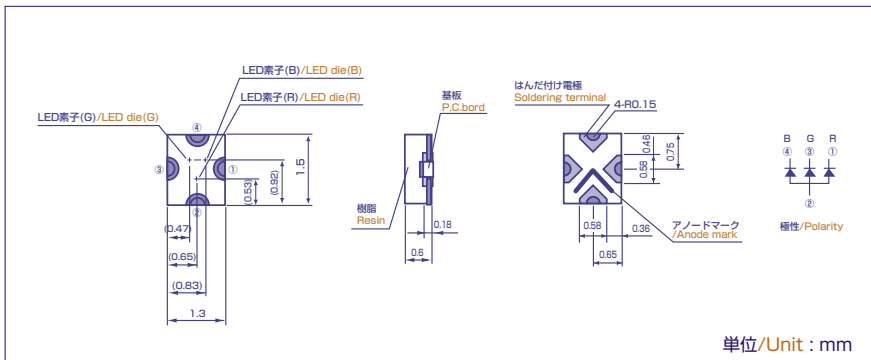 LED素子(B)/LED die(B)
LED素子(R)/LED die(R)
LED素子(G)/LED die(G)
④
③
①
②
1.5
(0.92)
(0.53)
(0.47)
(0.65)
(0.83)
1.3
基板
P.C.bord
樹脂
Resin
0.18
0.6
はんだ付け電極
Soldering terminal
4-R0.15
0.46
0.75
0.58
0.58
0.36
0.65
アノードマーク
/Anode mark
B G R
④ ③ ①
②
極性/Polarity
単位/Unit : mm